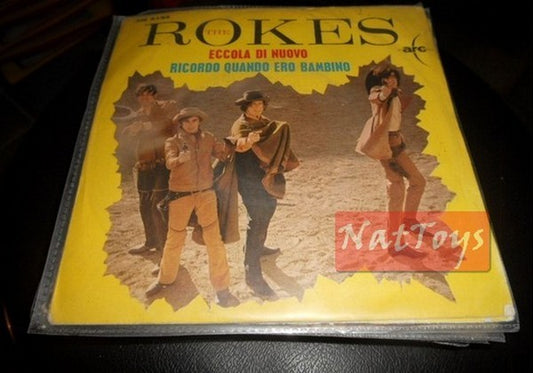 THE ROKES
arc
ECCOLA DI NUOVO
RICORDO QUANDO ERO BAMBINO
NatToys